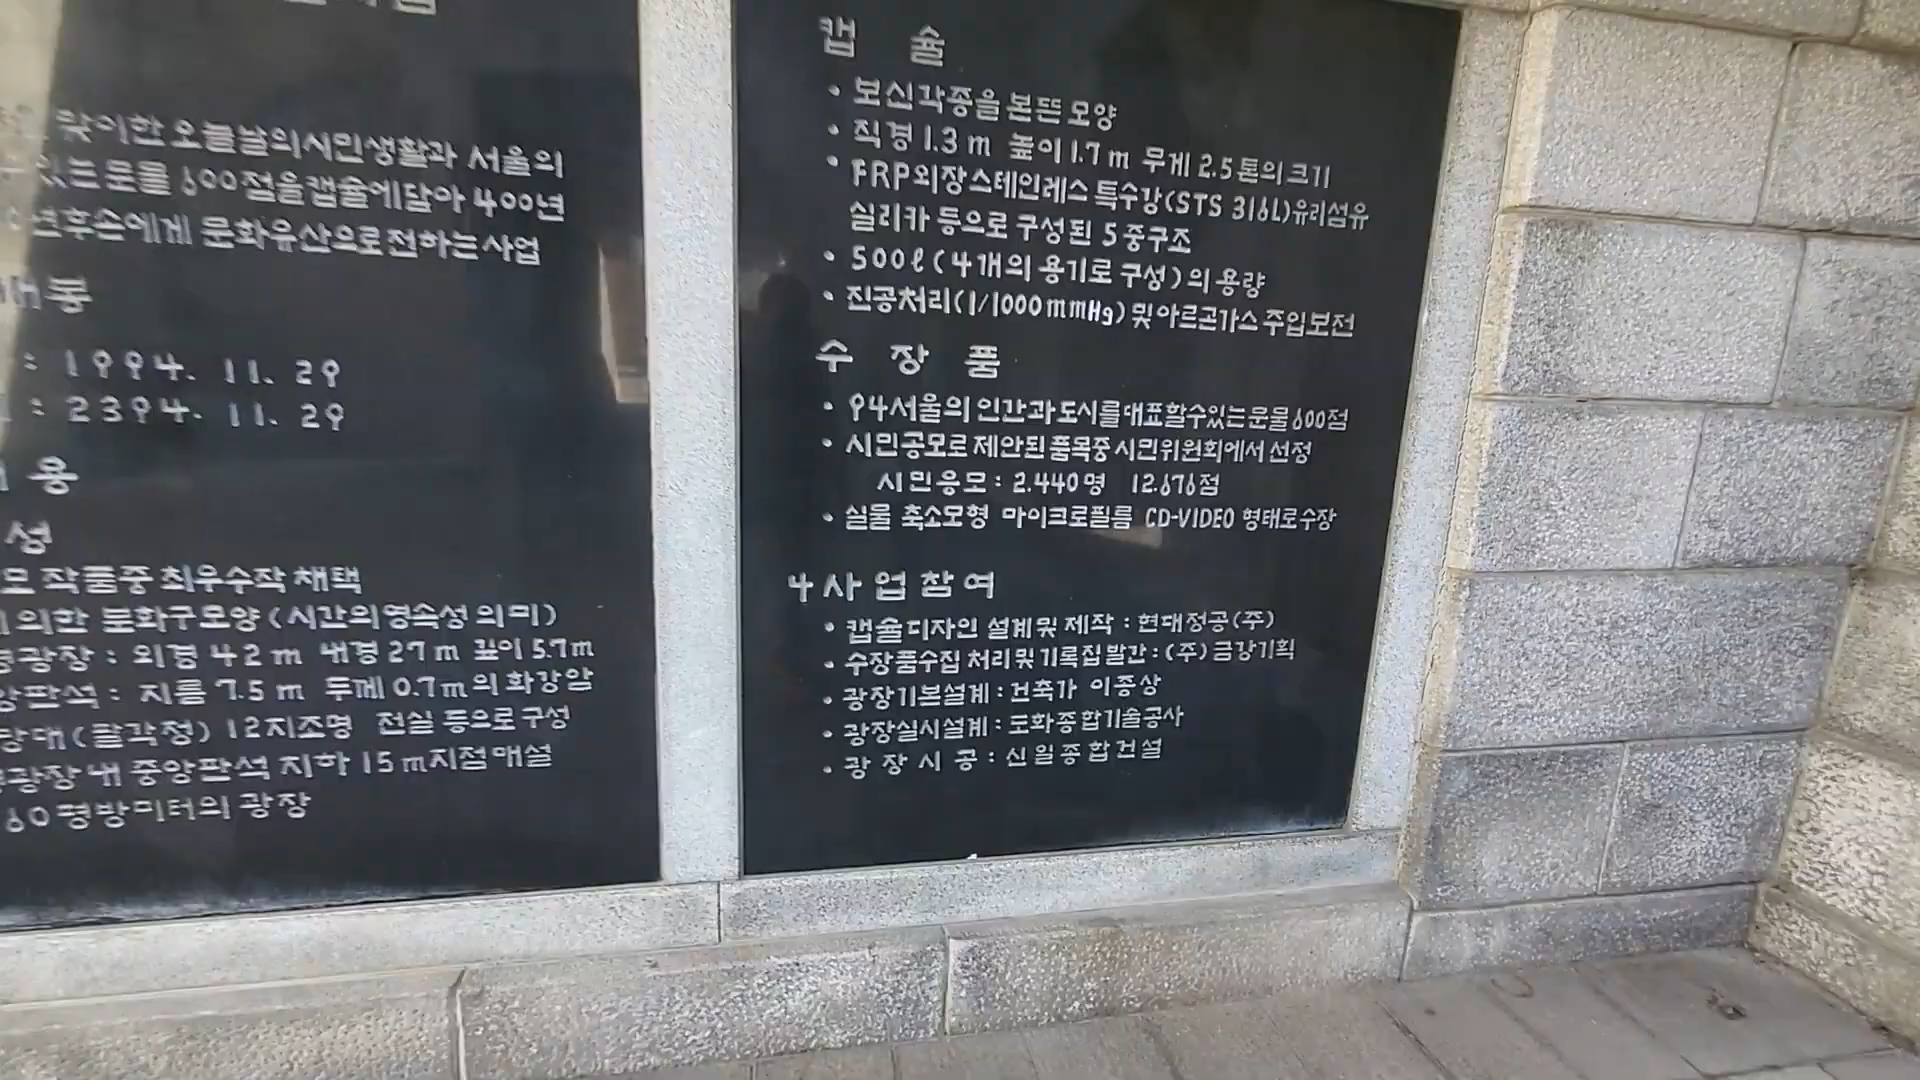 맞이한 오늘날의 시민생활과 서울의
있는 문물 600점을 캡슐에 담아 400년
후손에게 문화유산으로 전하는 사업
봉
: 1994. 11. 29
: 2394. 11. 29
용
성
작품중 최우수작 채택
의한 분화구모양 (시간의 영속성 의미)
광장 : 외경 42m 내경 27m 깊이 5.7m
판석 : 지름 7.5m 두께 0.7m의 화강암
(팔각정) 12지조명 전실 등으로 구성
광장 내 중앙판석 지하 15m지점 매설
60평방미터의 광장
캡 슐
• 보신각종을 본뜬 모양
• 직경 1.3m 높이 1.7m 무게 2.5톤의 크기
• FRP외장 스테인레스 특수강(STS 316L)유리섬유
실리카 등으로 구성된 5중구조
• 500ℓ (4개의 용기로 구성)의 용량
• 진공처리(1/1000mmHg) 및 아르곤가스 주입보전
수 장 품
• 94서울의 인간과 도시를 대표할수있는 문물600점
• 시민공모로 제안된 품목중 시민위원회에서 선정
시민응모 : 2.440명 12.676점
• 실물 축소모형 마이크로필름 CD-VIDEO 형태로 수장
4 사업참여
• 캡슐디자인 설계및 제작 : 현대정공(주)
• 수장품수집 처리및 기록집 발간 : (주) 금강기획
• 광장기본설계 : 건축가 이종상
• 광장실시설계 : 도화종합기술공사
• 광 장 시 공 : 신일종합건설